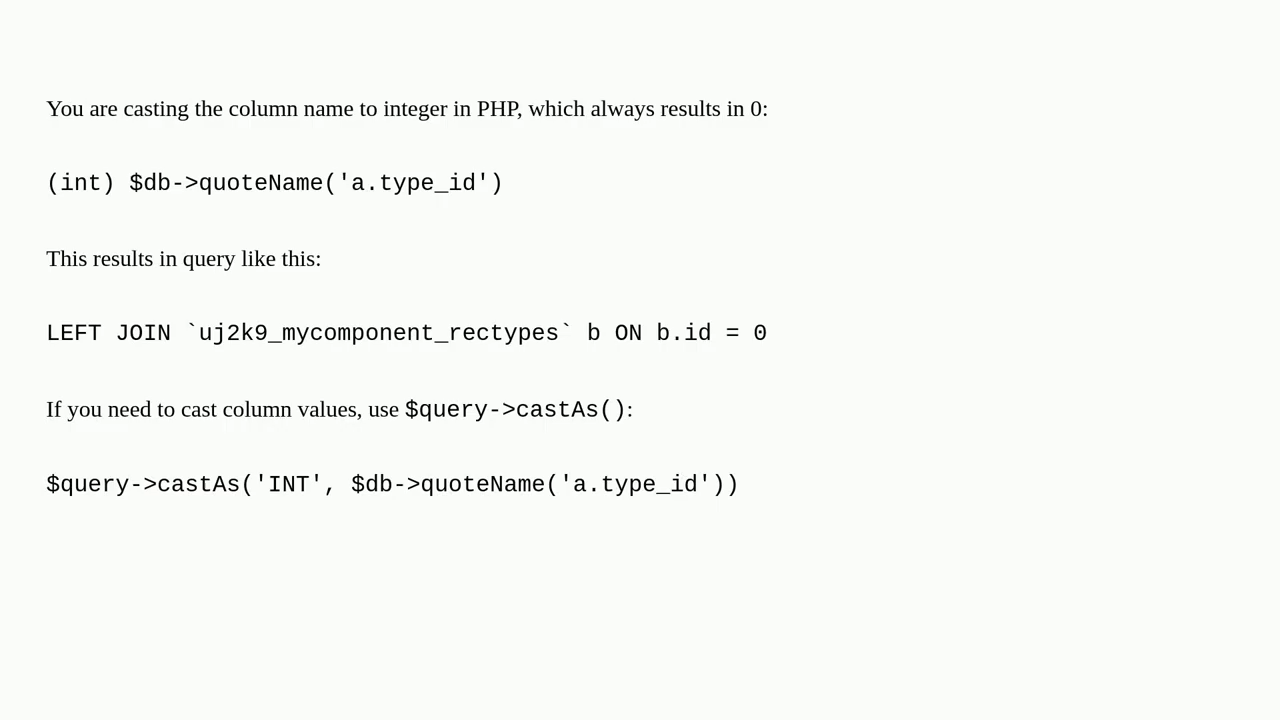 You are casting the column name to integer in PHP, which always results in 0:
(int) $db->quoteName('a.type_id')
This results in query like this:
LEFT JOIN `uj2k9_mycomponent_rectypes` b ON b.id = 0
If you need to cast column values, use $query->castAs():
$query->castAs('INT', $db->quoteName('a.type_id'))